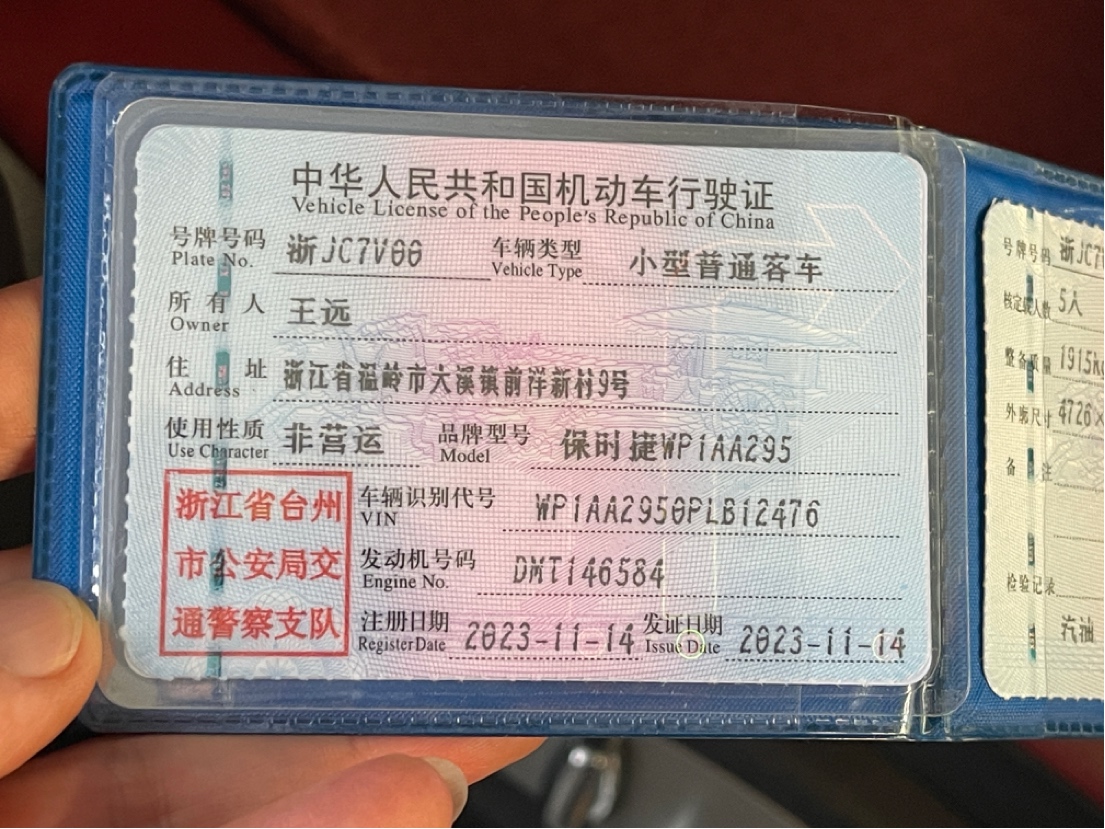 中华人民共和国机动车行驶证
Vehicle License of the People's Republic of China
号牌号码 浙JC7V00 车辆类型 小型普通客车
Plate No. Vehicle Type
所有人 王远
Owner
住址 浙江省温岭市大溪镇前洋新村9号
Address
使用性质 非营运 品牌型号 保时捷WP1AA295
Use Character Model
浙江省台州
市公安局交
通警察支队
车辆识别代号 WP1AA2950PLB12476
VIN
发动机号码 DMT146584
Engine No.
注册日期 2023-11-14 发证日期 2023-11-14
Register Date Issue Date
号牌号码 浙JC7
核定载人数 5人
整备质量 1915kg
外廓尺寸 4726×
备注
检验记录
汽油